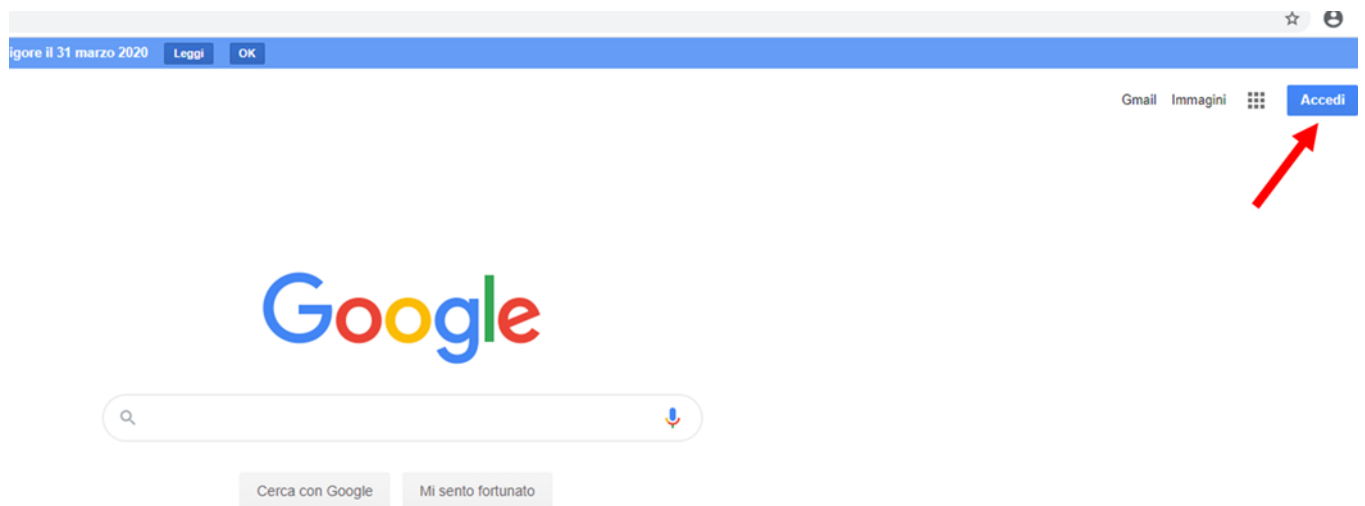 igore il 31 marzo 2020 Leggi OK
Gmail Immagini Accedi
Google
Cerca con Google Mi sento fortunato